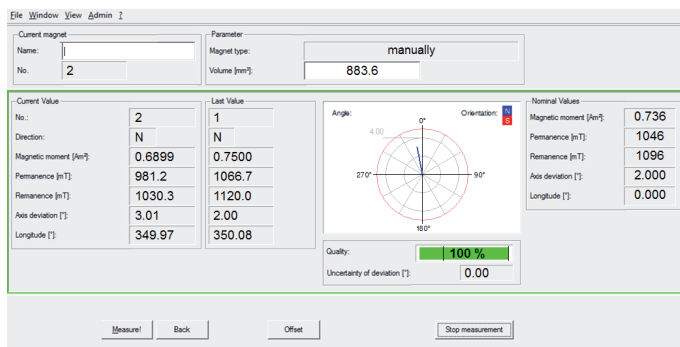 File Window View Admin ?
Current magnet
Name:
No. 2
Parameter
Magnet type: manually
Volume [mm³]: 883.6
Current Value
No.: 2
Direction: N
Magnetic moment [Am²]: 0.6899
Permanence [mT]: 981.2
Remanence [mT]: 1030.3
Axis deviation [°]: 3.01
Longitude [°]: 349.97
Last Value
1
N
0.7500
1066.7
1120.0
2.00
350.08
Angle: Orientation: N
S
4.00 0°
270° 90°
180°
Quality: 100 %
Uncertainty of deviation [°]: 0.00
Nominal Values
Magnetic moment [Am²]: 0.736
Permanence [mT]: 1046
Remanence [mT]: 1096
Axis deviation [°]: 2.000
Longitude [°]: 0.000
Measure! Back Offset Stop measurement